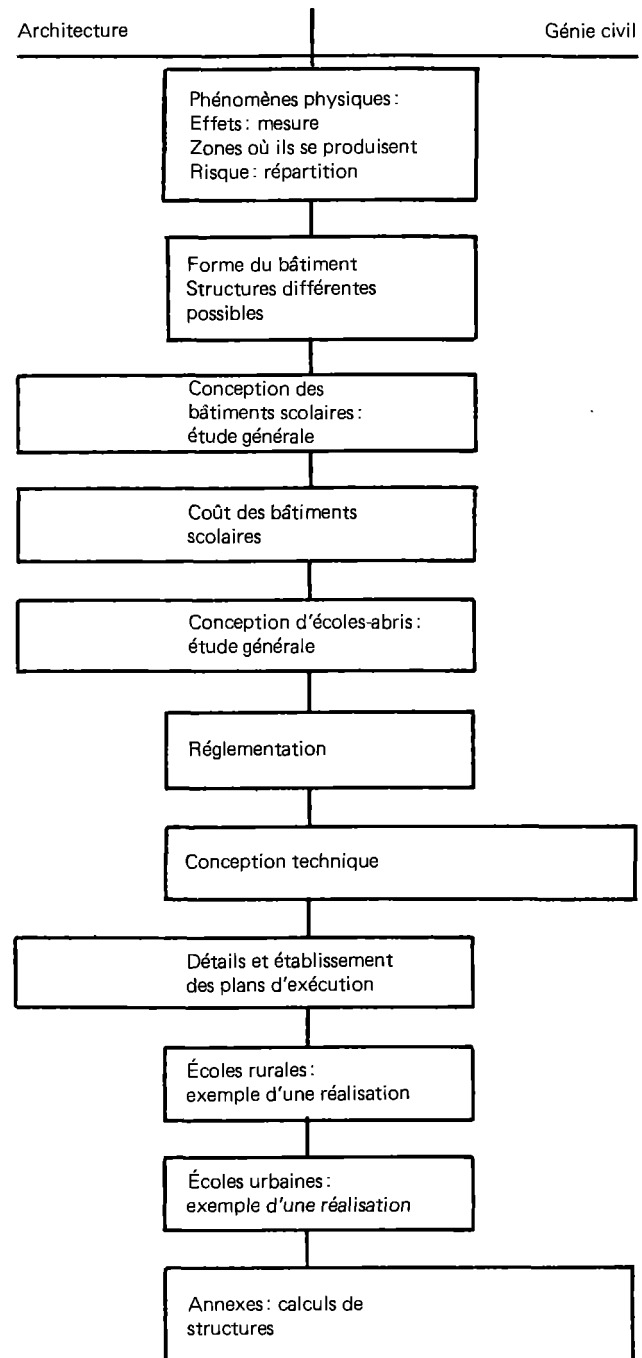 Architecture
Génie civil
Phénomènes physiques :
Effets : mesure
Zones où ils se produisent
Risque : répartition
Forme du bâtiment
Structures différentes
possibles
Conception des
bâtiments scolaires :
étude générale
Coût des bâtiments
scolaires
Conception d'écoles-abris :
étude générale
Réglementation
Conception technique
Détails et établissement
des plans d'exécution
Écoles rurales :
exemple d'une réalisation
Écoles urbaines :
exemple d'une réalisation
Annexes : calculs de
structures